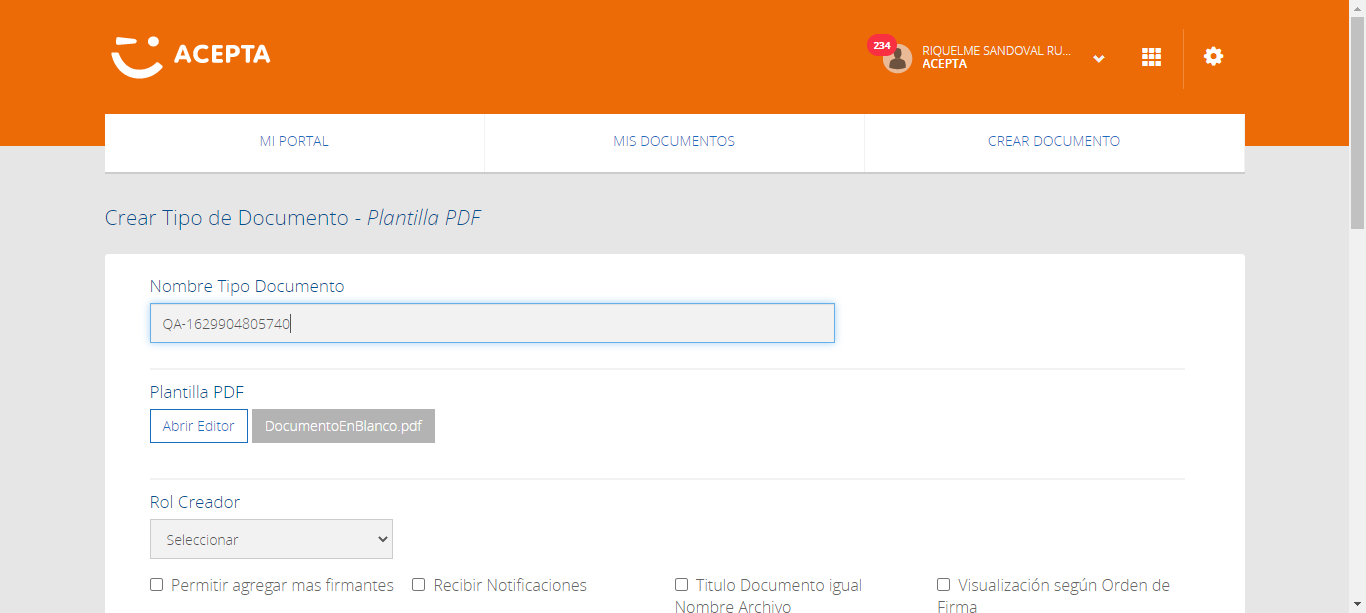 ACEPTA
234
RIQUELME SANDOVAL RU...
ACEPTA
MI PORTAL
MIS DOCUMENTOS
CREAR DOCUMENTO
Crear Tipo de Documento - Plantilla PDF
Nombre Tipo Documento
QA-1629904805740
Plantilla PDF
Abrir Editor
DocumentoEnBlanco.pdf
Rol Creador
Seleccionar
Permitir agregar mas firmantes
Recibir Notificaciones
Titulo Documento igual
Nombre Archivo
Visualización según Orden de
Firma